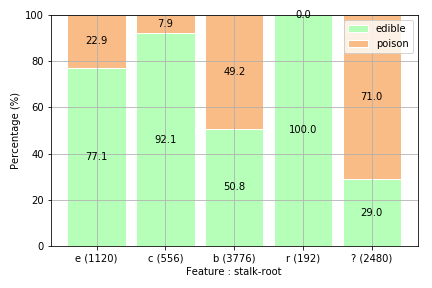 100
80
60
40
20
0
Percentage (%)
22.9
77.1
7.9
92.1
49.2
50.8
0.0
100.0
71.0
29.0
edible
poison
e (1120)
c (556)
b (3776)
r (192)
? (2480)
Feature : stalk-root